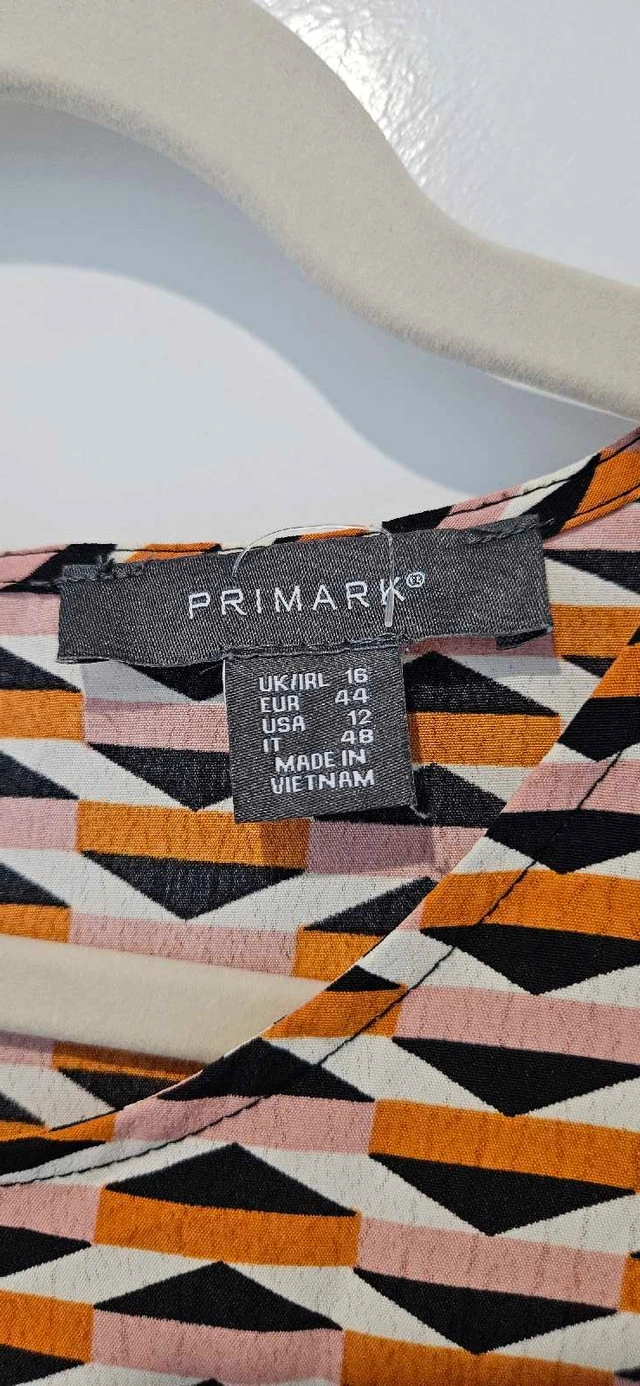 PRIMARK®
UK/IRL 16
EUR 44
USA 12
IT 48
MADE IN
VIETNAM